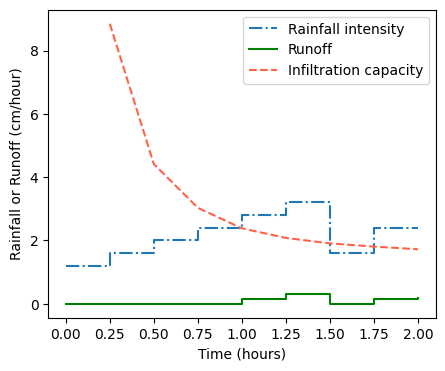 Rainfall intensity
Runoff
Infiltration capacity
Rainfall or Runoff (cm/hour)
8
6
4
2
0
0.00 0.25 0.50 0.75 1.00 1.25 1.50 1.75 2.00
Time (hours)